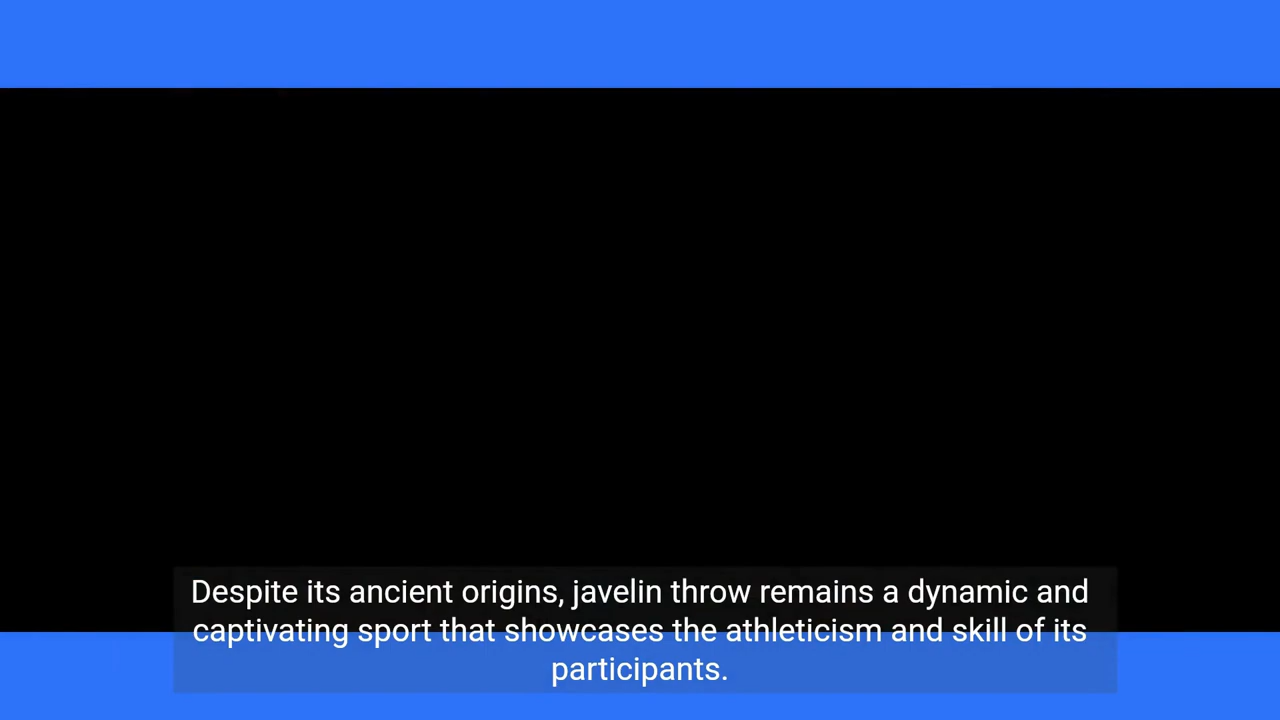 Despite its ancient origins, javelin throw remains a dynamic and
captivating sport that showcases the athleticism and skill of its
participants.